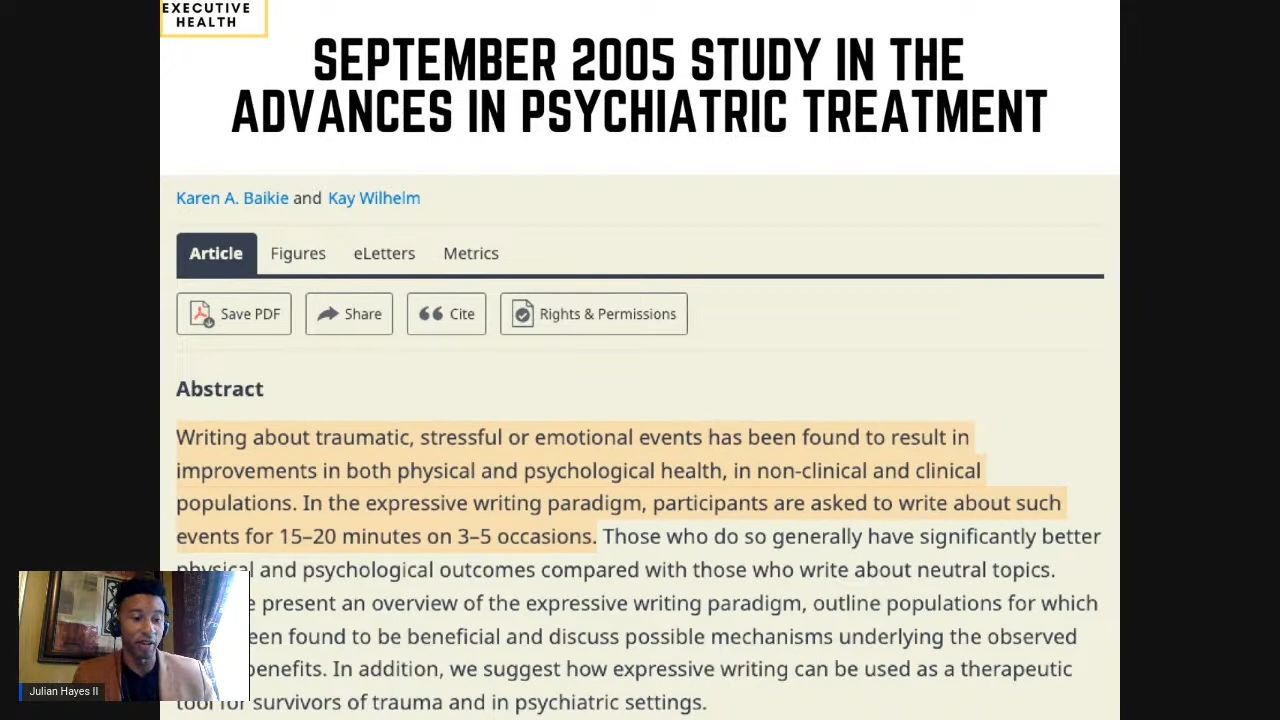 EXECUTIVE
HEALTH
SEPTEMBER 2005 STUDY IN THE
ADVANCES IN PSYCHIATRIC TREATMENT
Karen A. Baikie and Kay Wilhelm
Article Figures eLetters Metrics
Save PDF Share Cite Rights & Permissions
Abstract
Writing about traumatic, stressful or emotional events has been found to result in
improvements in both physical and psychological health, in non-clinical and clinical
populations. In the expressive writing paradigm, participants are asked to write about such
events for 15–20 minutes on 3–5 occasions. Those who do so generally have significantly better
physical and psychological outcomes compared with those who write about neutral topics.
present an overview of the expressive writing paradigm, outline populations for which
een found to be beneficial and discuss possible mechanisms underlying the observed
benefits. In addition, we suggest how expressive writing can be used as a therapeutic
tool for survivors of trauma and in psychiatric settings.
Julian Hayes II